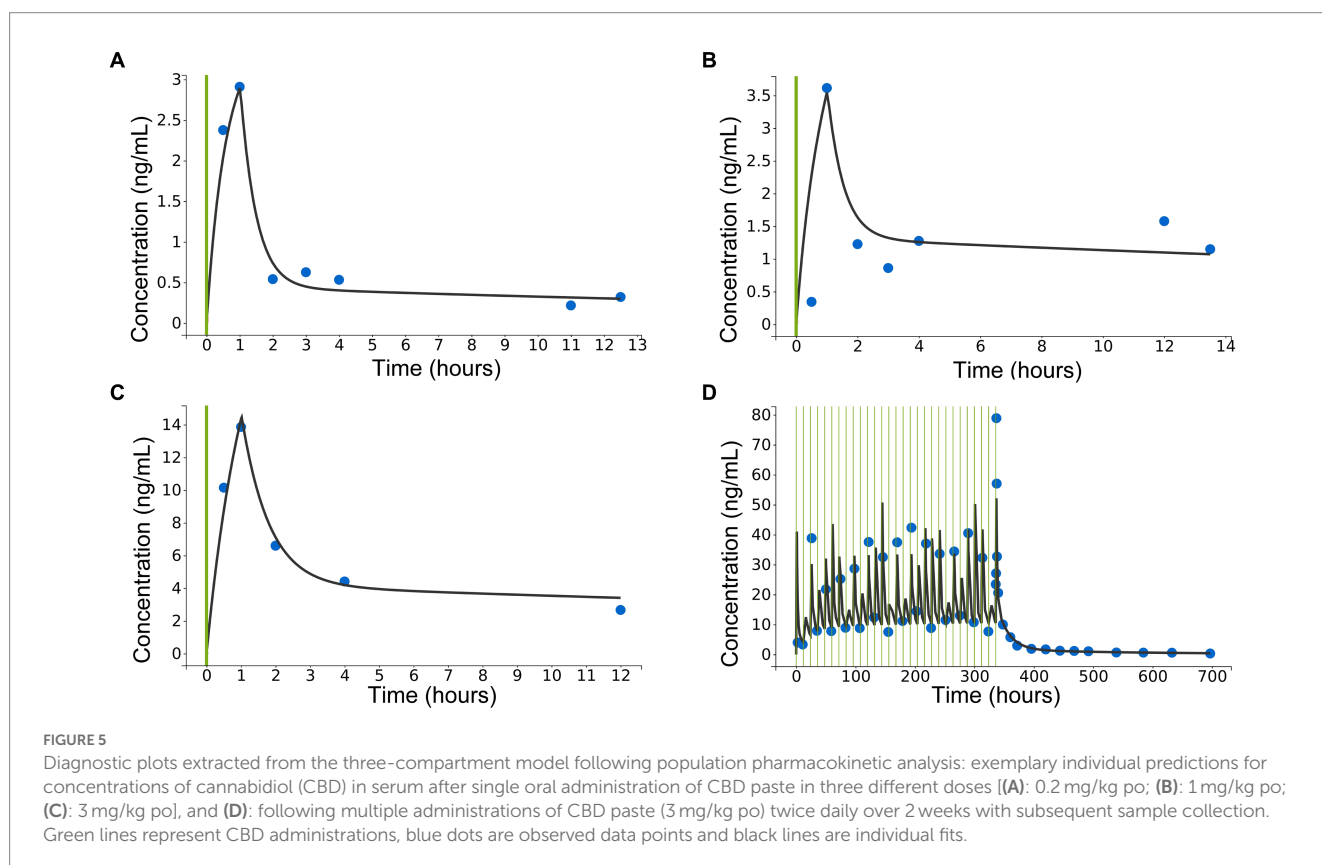 A
Concentration (ng/mL)
3
2.5
2
1.5
1
0.5
0
0 1 2 3 4 5 6 7 8 9 10 11 12 13
Time (hours)
B
Concentration (ng/mL)
3.5
3
2.5
2
1.5
1
0.5
0
0 2 4 6 8 10 12 14
Time (hours)
C
Concentration (ng/mL)
14
12
10
8
6
4
2
0
0 1 2 3 4 5 6 7 8 9 10 11 12
Time (hours)
D
Concentration (ng/mL)
80
70
60
50
40
30
20
10
0
0 100 200 300 400 500 600 700
Time (hours)
FIGURE 5
Diagnostic plots extracted from the three-compartment model following population pharmacokinetic analysis: exemplary individual predictions for
concentrations of cannabidiol (CBD) in serum after single oral administration of CBD paste in three different doses [(A): 0.2 mg/kg po; (B): 1 mg/kg po;
(C): 3 mg/kg po], and (D): following multiple administrations of CBD paste (3 mg/kg po) twice daily over 2 weeks with subsequent sample collection.
Green lines represent CBD administrations, blue dots are observed data points and black lines are individual fits.